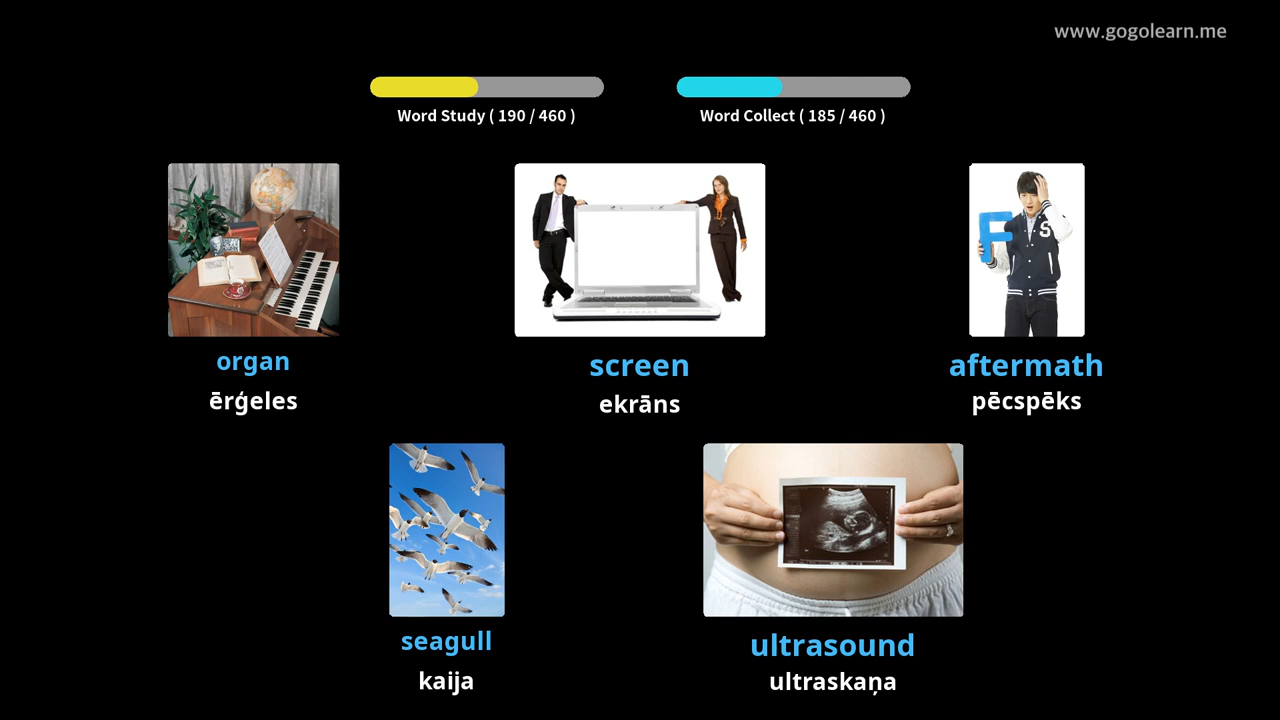 www.gogolearn.me
Word Study ( 190 / 460 )
Word Collect ( 185 / 460 )
organ
ērģeles
screen
ekrāns
aftermath
pēcspēks
F
S
seagull
kaija
ultrasound
ultraskaņa